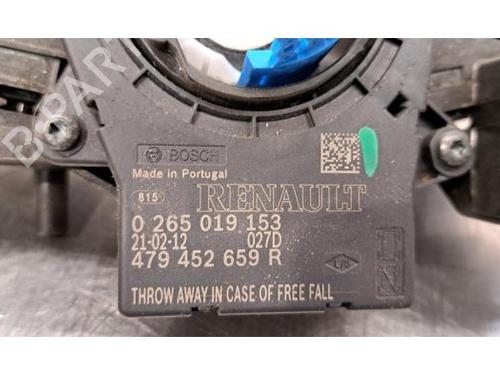 BOSCH
Made in Portugal
815
RENAULT
0 265 019 153
21-02-12 027D
479 452 659 R
THROW AWAY IN CASE OF FREE FALL
B-PART